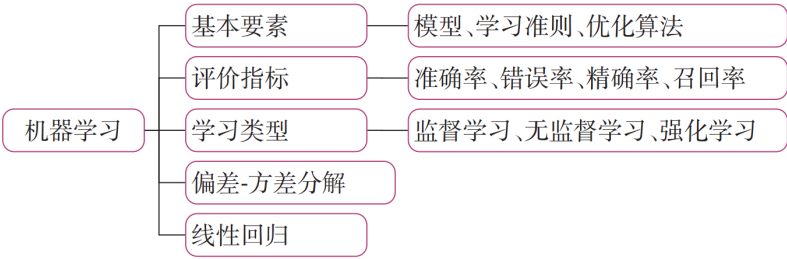 基本要素
模型、学习准则、优化算法
评价指标
准确率、错误率、精确率、召回率
机器学习
学习类型
监督学习、无监督学习、强化学习
偏差-方差分解
线性回归